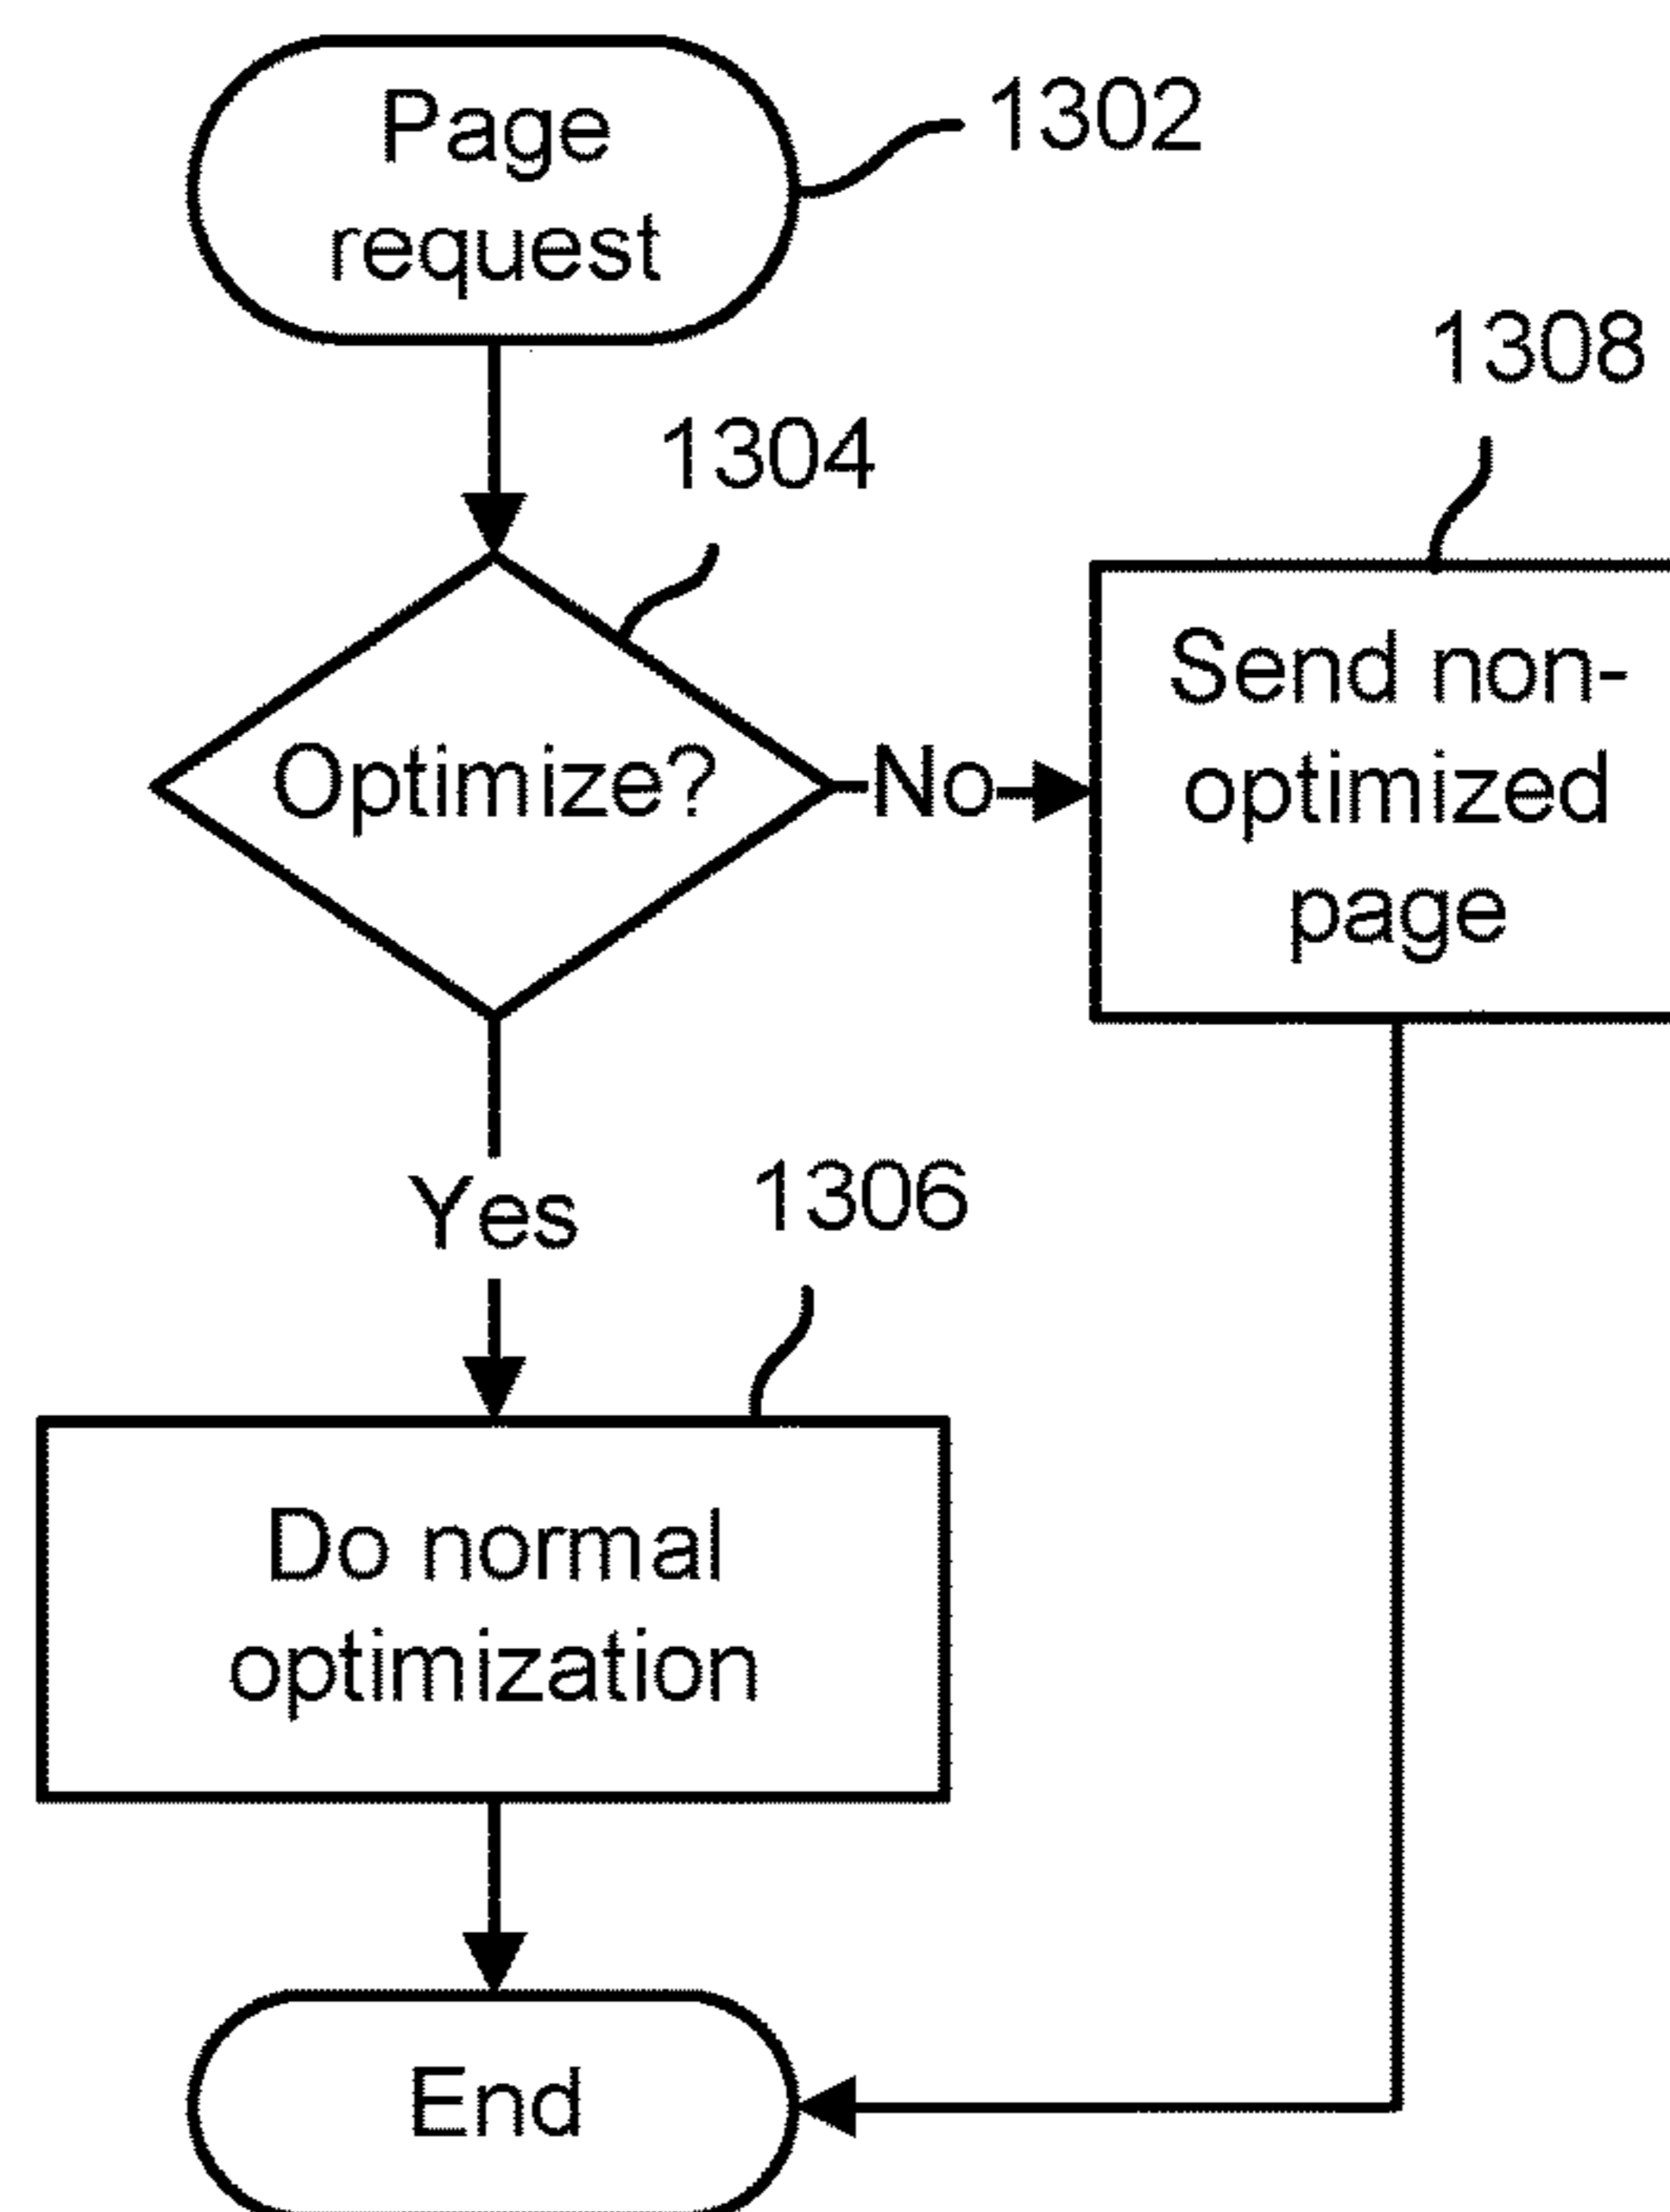 Page
request
1302
1304
1308
Optimize?
No
Send non-
optimized
page
Yes
1306
Do normal
optimization
End